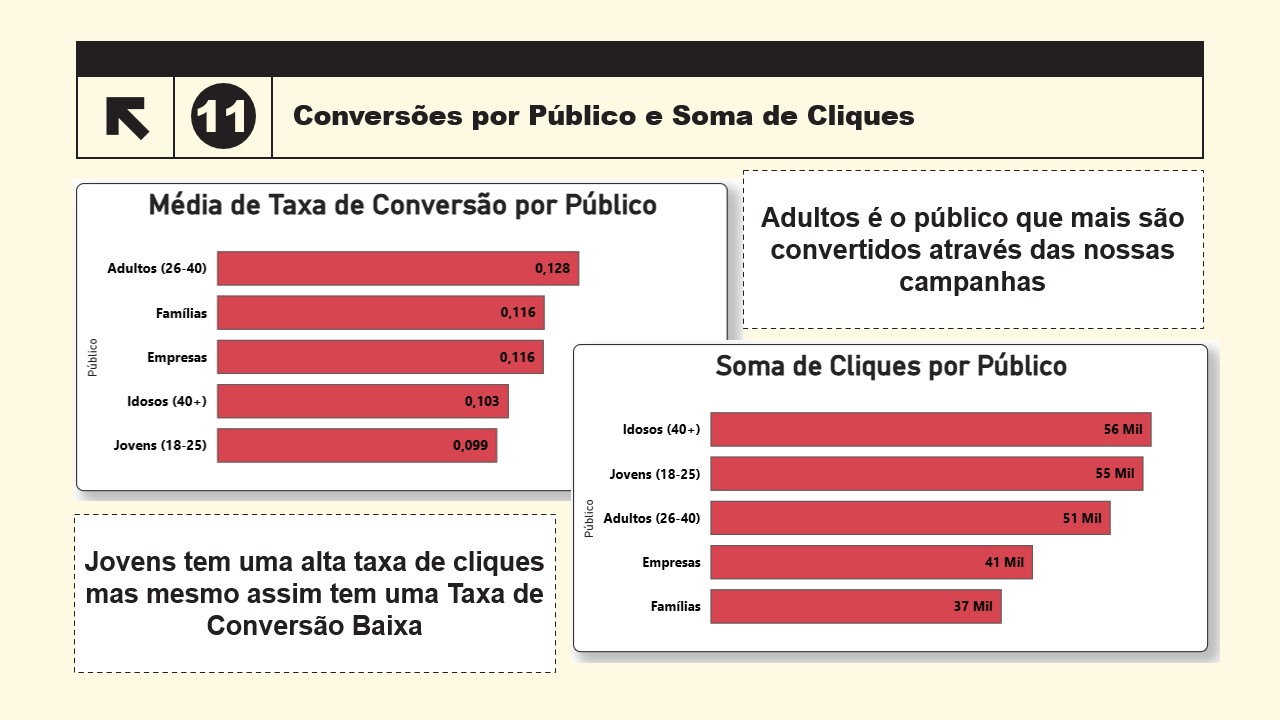 11
Conversões por Público e Soma de Cliques
Média de Taxa de Conversão por Público
Público
Adultos (26-40) 0,128
Famílias 0,116
Empresas 0,116
Idosos (40+) 0,103
Jovens (18-25) 0,099
Adultos é o público que mais são
convertidos através das nossas
campanhas
Soma de Cliques por Público
Público
Idosos (40+) 56 Mil
Jovens (18-25) 55 Mil
Adultos (26-40) 51 Mil
Empresas 41 Mil
Famílias 37 Mil
Jovens tem uma alta taxa de cliques
mas mesmo assim tem uma Taxa de
Conversão Baixa